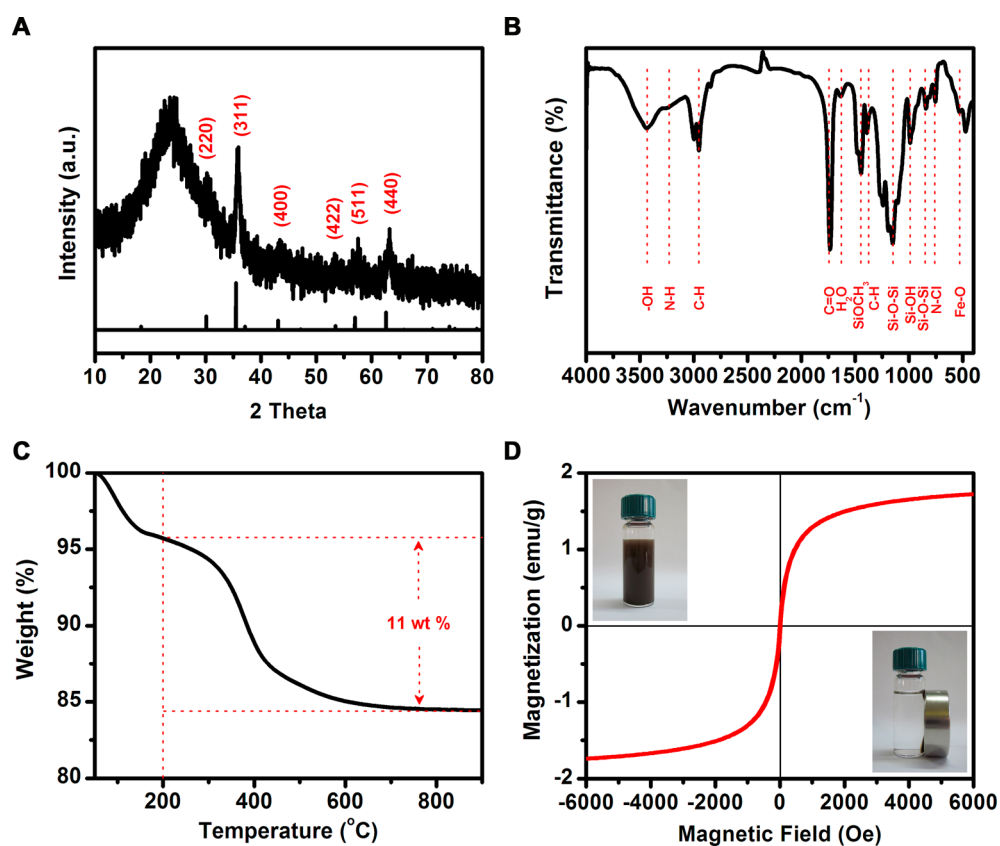 A
Intensity (a.u.)
(220)
(311)
(400)
(422)
(511)
(440)
10 20 30 40 50 60 70 80
2 Theta
B
Transmittance (%)
-OH
N-H
C-H
C=O
H2O
SiOCH3
C-H
Si-O-Si
Si-OH
Si-O-Si
N-Cl
Fe-O
4000 3500 3000 2500 2000 1500 1000 500
Wavenumber (cm-1)
C
Weight (%)
100
95
90
85
80
11 wt %
200 400 600 800
Temperature (°C)
D
Magnetization (emu/g)
2
1
0
-1
-2
-6000 -4000 -2000 0 2000 4000 6000
Magnetic Field (Oe)